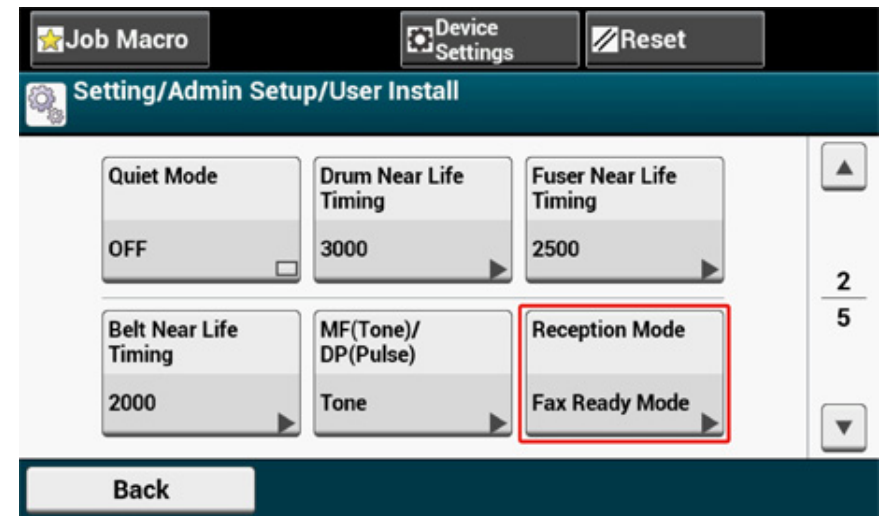 Job Macro
Device
Settings
Reset
Setting/Admin Setup/User Install
Quiet Mode
OFF
Drum Near Life
Timing
3000
Fuser Near Life
Timing
2500
Belt Near Life
Timing
2000
MF(Tone)/
DP(Pulse)
Tone
Reception Mode
Fax Ready Mode
2
5
Back